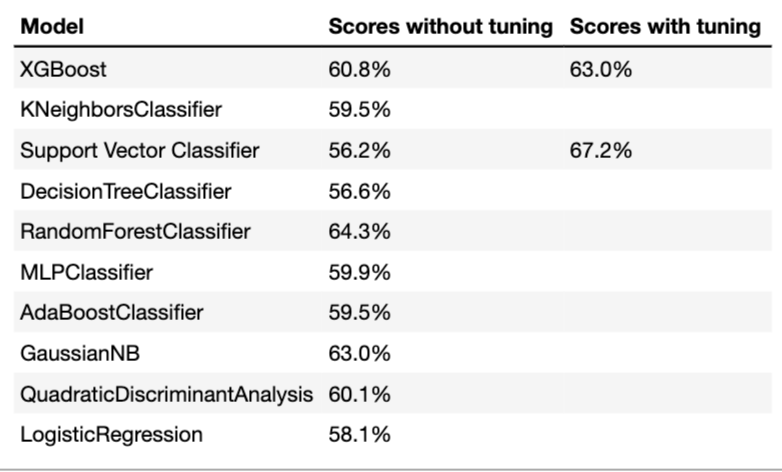 Model Scores without tuning Scores with tuning
XGBoost 60.8% 63.0%
KNeighborsClassifier 59.5%
Support Vector Classifier 56.2% 67.2%
DecisionTreeClassifier 56.6%
RandomForestClassifier 64.3%
MLPClassifier 59.9%
AdaBoostClassifier 59.5%
GaussianNB 63.0%
QuadraticDiscriminantAnalysis 60.1%
LogisticRegression 58.1%